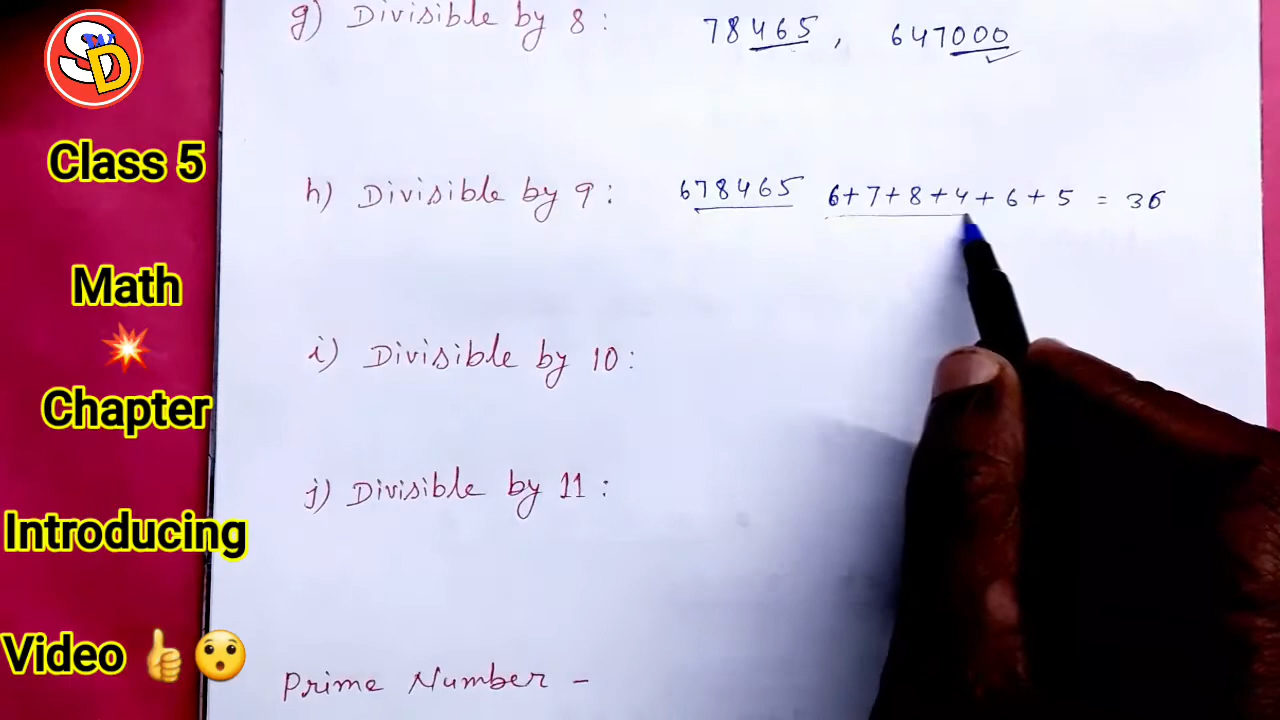 SD
Class 5
Math
Chapter
Introducing
Video
g) Divisible by 8 : 78465 , 647000
h) Divisible by 9 : 678465 6+7+8+4+6+5 = 36
i) Divisible by 10 :
j) Divisible by 11 :
Prime Number -